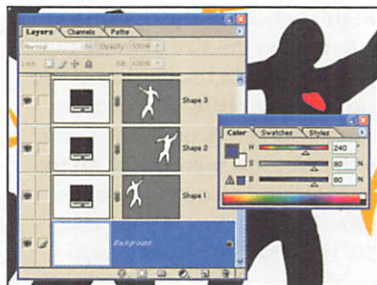 Layers Channels Paths
Normal Opacity: 100%
Lock: Fill: 100%
Shape 3
Shape 2
Shape 1
Background
Color Swatches Styles
H 240
S 80 %
B 80 %